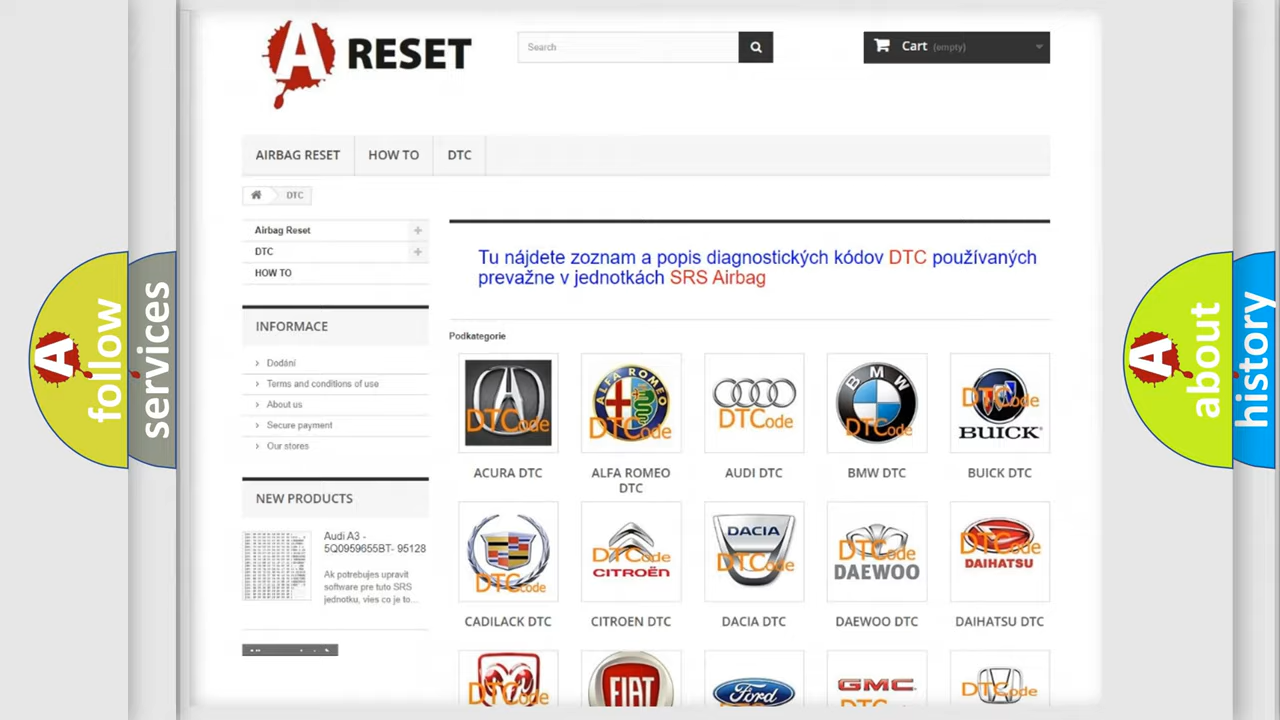 A RESET
Search
Cart (empty)
AIRBAG RESET
HOW TO
DTC
DTC
Airbag Reset
DTC
HOW TO
INFORMACE
Dodání
Terms and conditions of use
About us
Secure payment
Our stores
NEW PRODUCTS
Audi A3 -
5Q0959655BT- 95128
Ak potrebujes upravit
software pre tuto SRS
jednotku, vies co je to...
Tu nájdete zoznam a popis diagnostických kódov DTC používaných
prevažne v jednotkách SRS Airbag
Podkategorie
DTCode
ALFA ROMEO
DTCode
DTCode
BMW
DTCode
DTCode
BUICK
ACURA DTC
ALFA ROMEO
DTC
AUDI DTC
BMW DTC
BUICK DTC
DTCode
DTCode
CITROËN
DACIA
DTCode
DTCode
DAEWOO
DTCode
DAIHATSU
CADILACK DTC
CITROEN DTC
DACIA DTC
DAEWOO DTC
DAIHATSU DTC
DTCode
FIAT
Ford
GMC
DTCode
A follow
services
A about
history